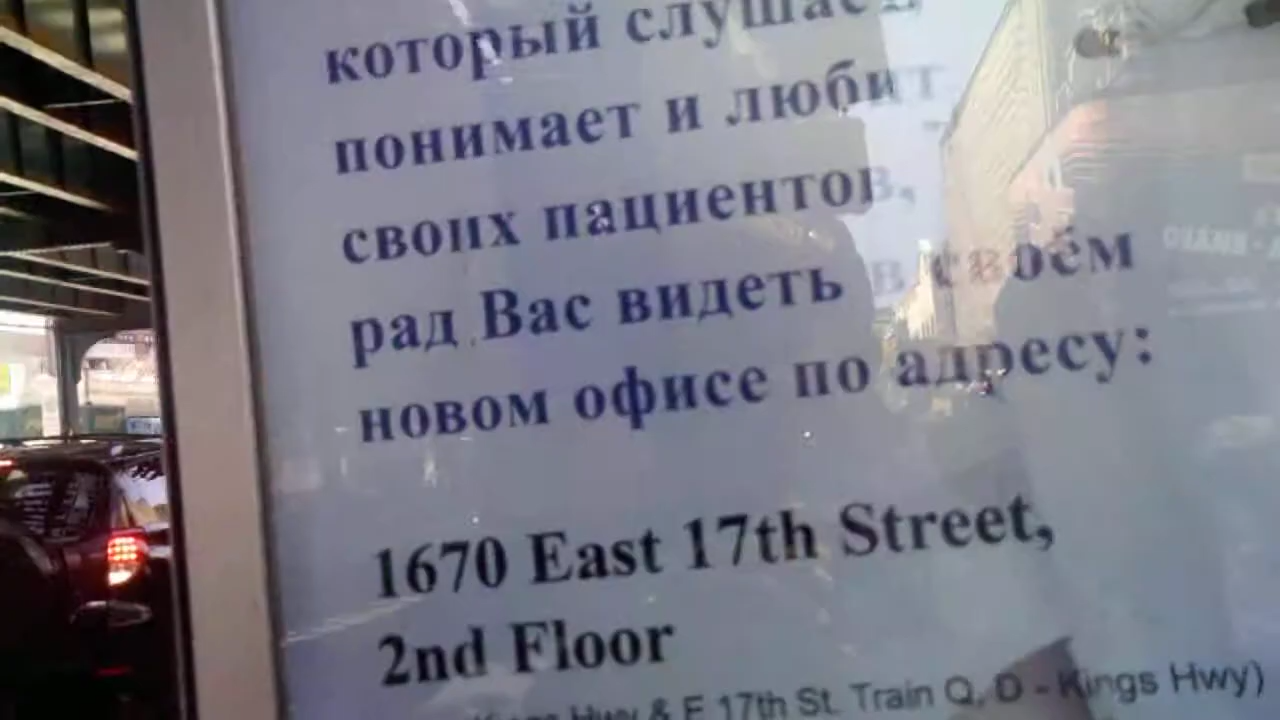 который слушает,
понимает и любит
своих пациентов,
рад Вас видеть в своём
новом офисе по адресу:
1670 East 17th Street,
2nd Floor
Kings Hwy & E 17th St. Train Q, D - Kings Hwy)